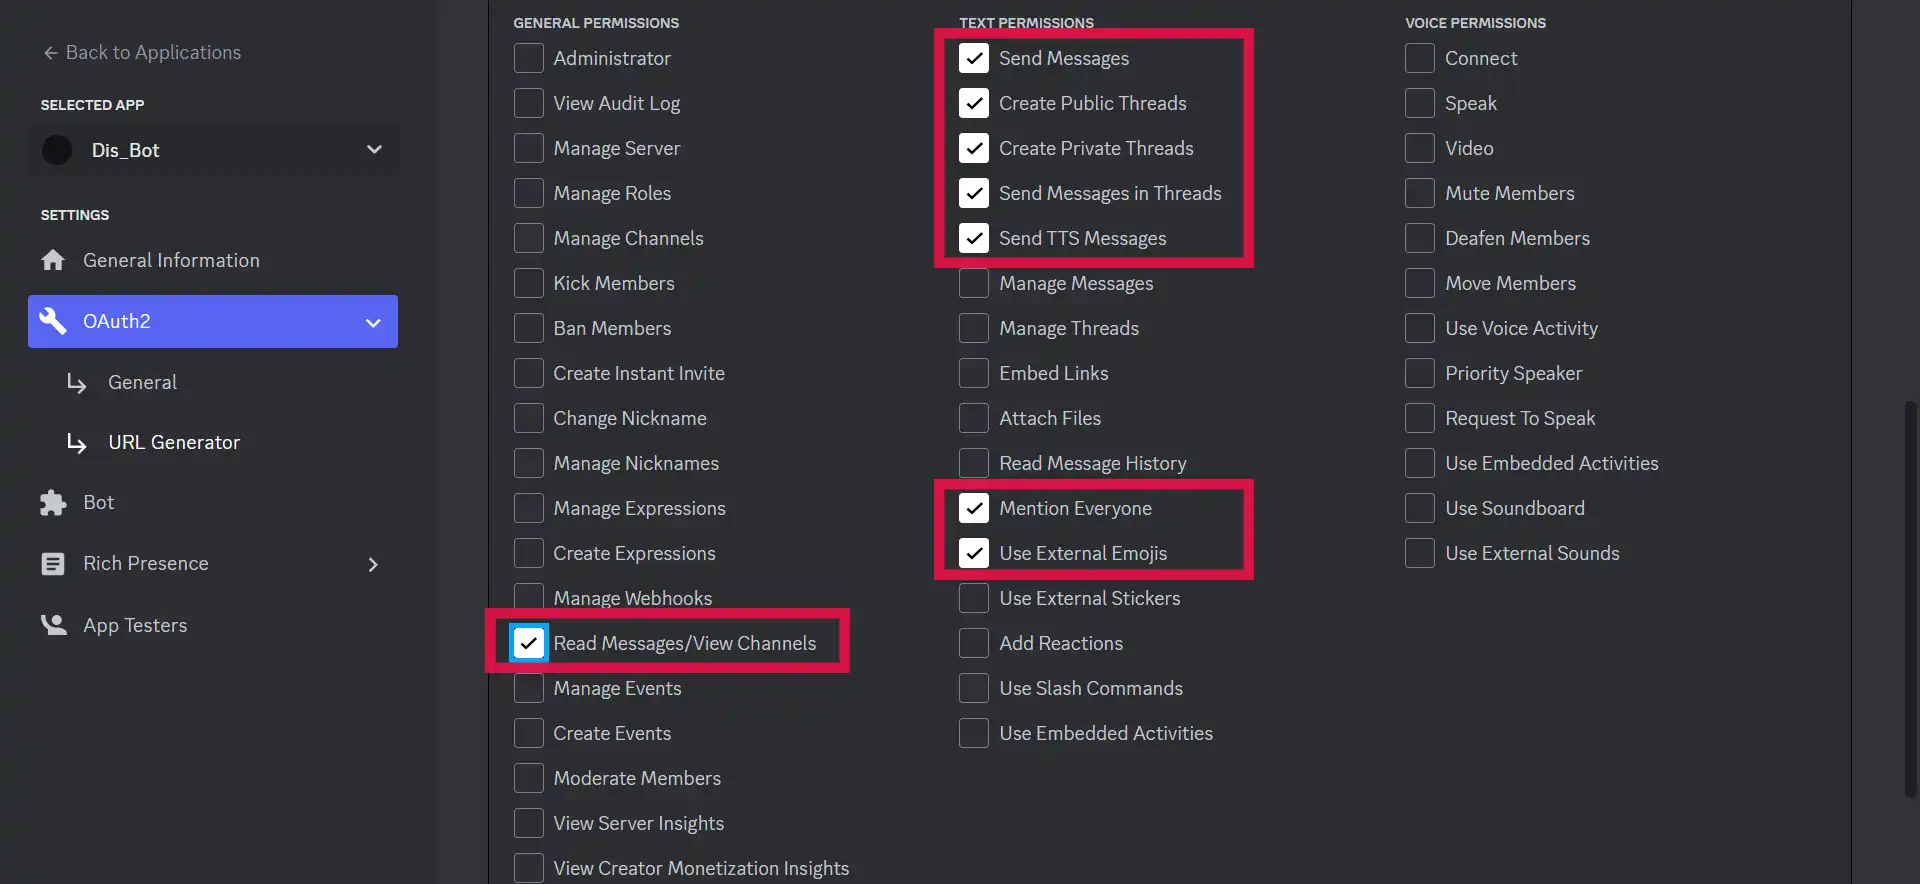 Back to Applications
SELECTED APP
Dis_Bot
SETTINGS
General Information
OAuth2
General
URL Generator
Bot
Rich Presence
App Testers
GENERAL PERMISSIONS
Administrator
View Audit Log
Manage Server
Manage Roles
Manage Channels
Kick Members
Ban Members
Create Instant Invite
Change Nickname
Manage Nicknames
Manage Expressions
Create Expressions
Manage Webhooks
Read Messages/View Channels
Manage Events
Create Events
Moderate Members
View Server Insights
View Creator Monetization Insights
TEXT PERMISSIONS
Send Messages
Create Public Threads
Create Private Threads
Send Messages in Threads
Send TTS Messages
Manage Messages
Manage Threads
Embed Links
Attach Files
Read Message History
Mention Everyone
Use External Emojis
Use External Stickers
Add Reactions
Use Slash Commands
Use Embedded Activities
VOICE PERMISSIONS
Connect
Speak
Video
Mute Members
Deafen Members
Move Members
Use Voice Activity
Priority Speaker
Request To Speak
Use Embedded Activities
Use Soundboard
Use External Sounds